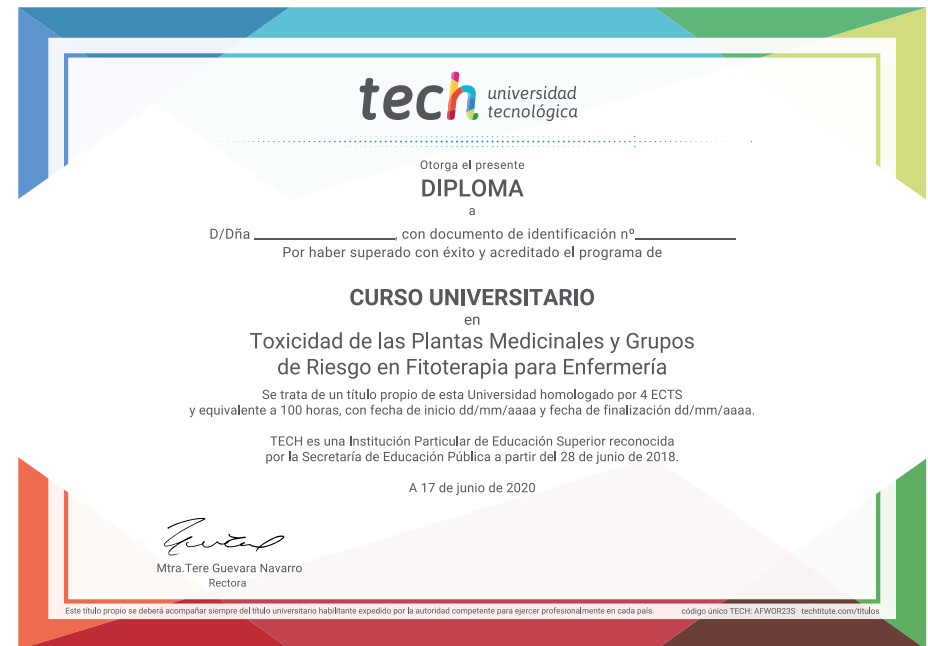 tech universidad
tecnológica
Otorga el presente
DIPLOMA
a
D/Dña ____________, con documento de identificación nº____________
Por haber superado con éxito y acreditado el programa de
CURSO UNIVERSITARIO
en
Toxicidad de las Plantas Medicinales y Grupos
de Riesgo en Fitoterapia para Enfermería
Se trata de un título propio de esta Universidad homologado por 4 ECTS
y equivalente a 100 horas, con fecha de inicio dd/mm/aaaa y fecha de finalización dd/mm/aaaa.
TECH es una Institución Particular de Educación Superior reconocida
por la Secretaría de Educación Pública a partir del 28 de junio de 2018.
A 17 de junio de 2020
Mtra.Tere Guevara Navarro
Rectora
Este título propio se deberá acompañar siempre del título universitario habilitante expedido por la autoridad competente para ejercer profesionalmente en cada país. código único TECH: AFWOR23S techtitute.com/titulos